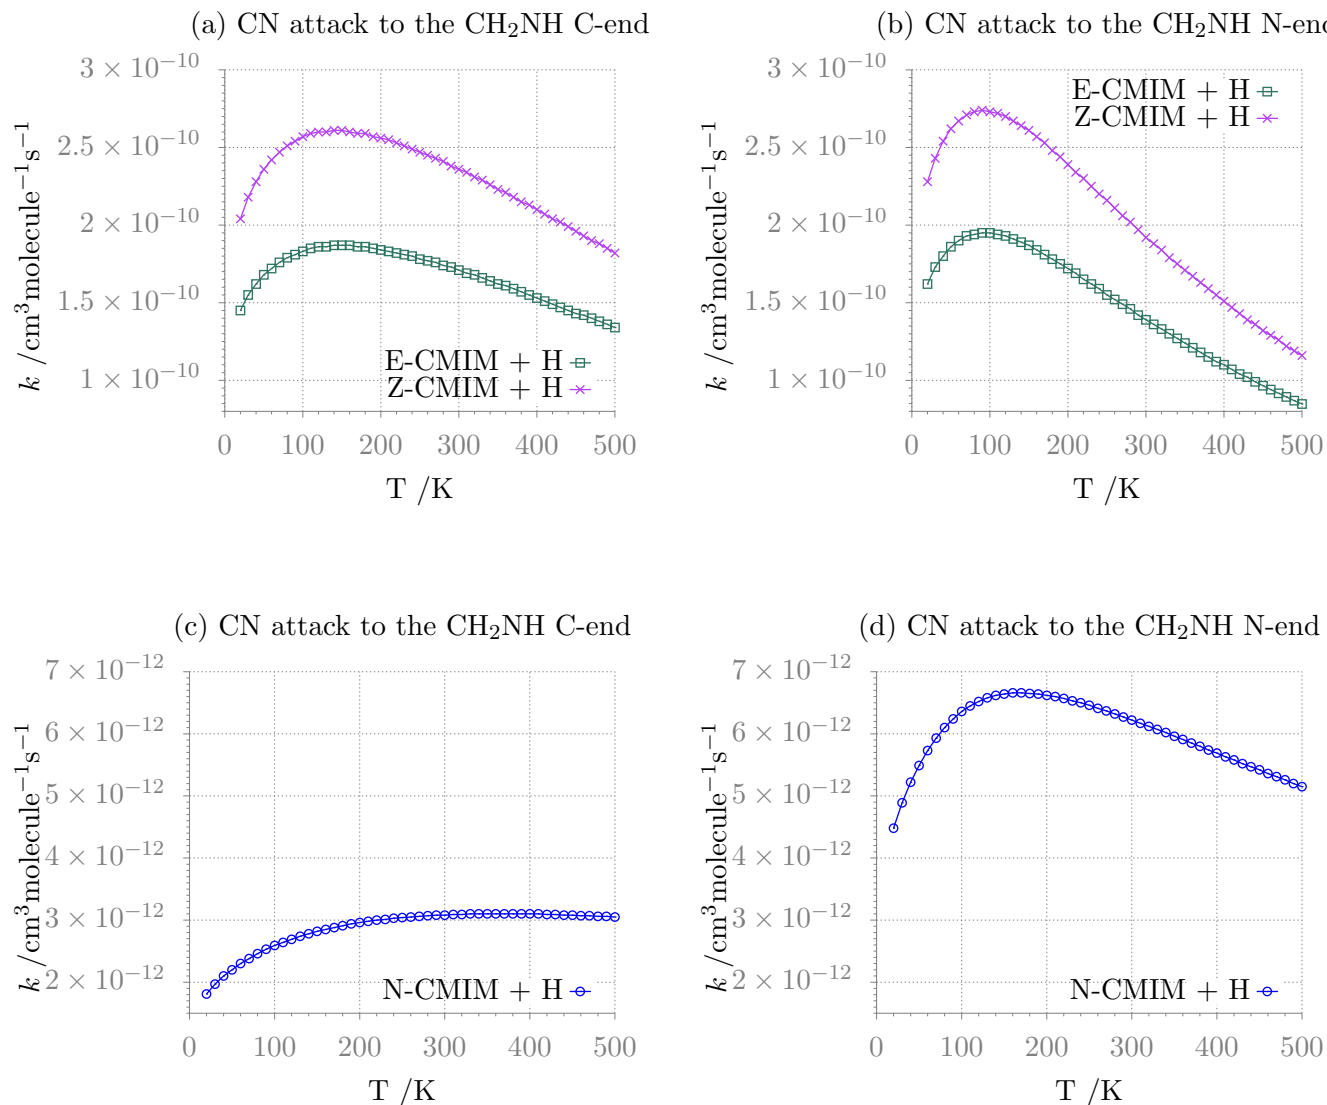 (a) CN attack to the CH₂NH C-end
3 × 10⁻¹⁰
2.5 × 10⁻¹⁰
2 × 10⁻¹⁰
1.5 × 10⁻¹⁰
1 × 10⁻¹⁰
k /cm³molecule⁻¹s⁻¹
E-CMIM + H
Z-CMIM + H
0 100 200 300 400 500
T /K
(b) CN attack to the CH₂NH N-end
3 × 10⁻¹⁰
2.5 × 10⁻¹⁰
2 × 10⁻¹⁰
1.5 × 10⁻¹⁰
1 × 10⁻¹⁰
k /cm³molecule⁻¹s⁻¹
E-CMIM + H
Z-CMIM + H
0 100 200 300 400 500
T /K
(c) CN attack to the CH₂NH C-end
7 × 10⁻¹²
6 × 10⁻¹²
5 × 10⁻¹²
4 × 10⁻¹²
3 × 10⁻¹²
2 × 10⁻¹²
k /cm³molecule⁻¹s⁻¹
N-CMIM + H
0 100 200 300 400 500
T /K
(d) CN attack to the CH₂NH N-end
7 × 10⁻¹²
6 × 10⁻¹²
5 × 10⁻¹²
4 × 10⁻¹²
3 × 10⁻¹²
2 × 10⁻¹²
k /cm³molecule⁻¹s⁻¹
N-CMIM + H
0 100 200 300 400 500
T /K